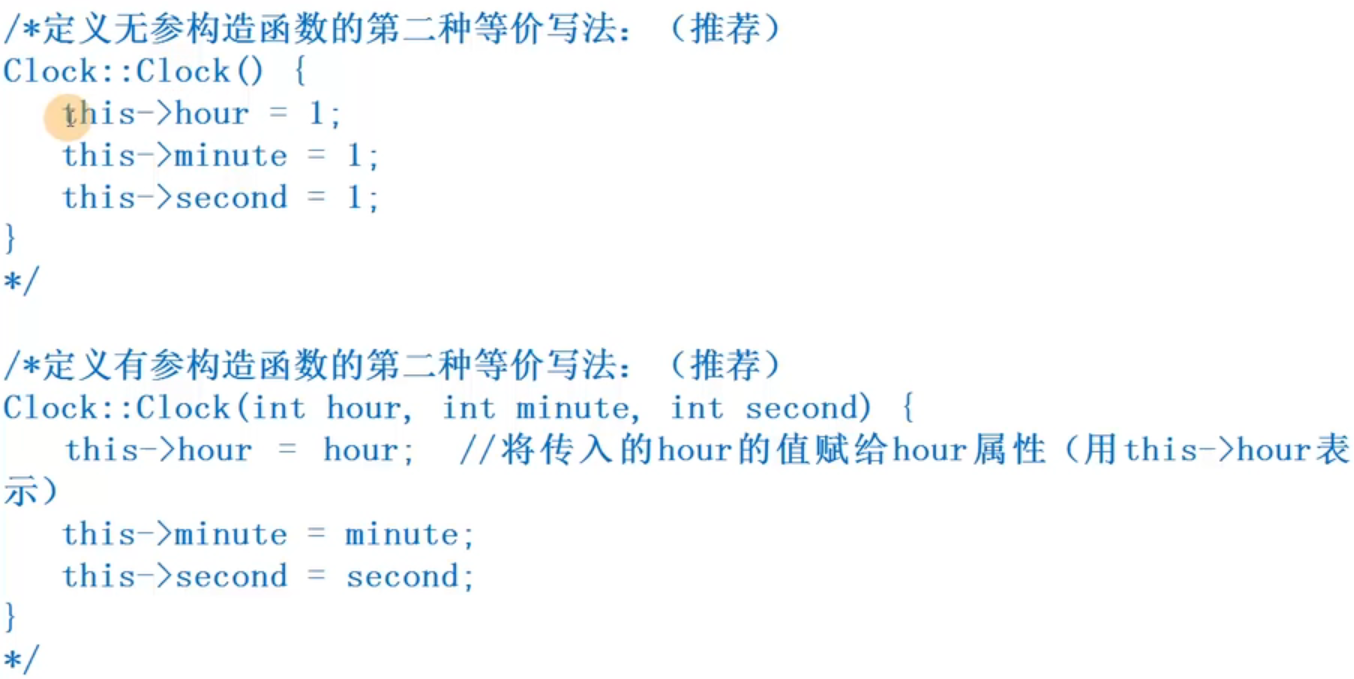 /*定义无参构造函数的第二种等价写法：（推荐）
Clock::Clock() {
this->hour = 1;
this->minute = 1;
this->second = 1;
}
*/
/*定义有参构造函数的第二种等价写法：（推荐）
Clock::Clock(int hour, int minute, int second) {
this->hour = hour; //将传入的hour的值赋给hour属性（用this->hour表
示）
this->minute = minute;
this->second = second;
}
*/